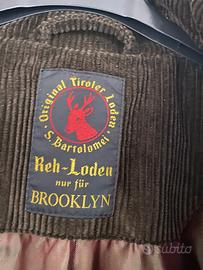 Original Tiroler Loden
S. Bartolomei
Reh-Loden
nur für
BROOKLYN
subito